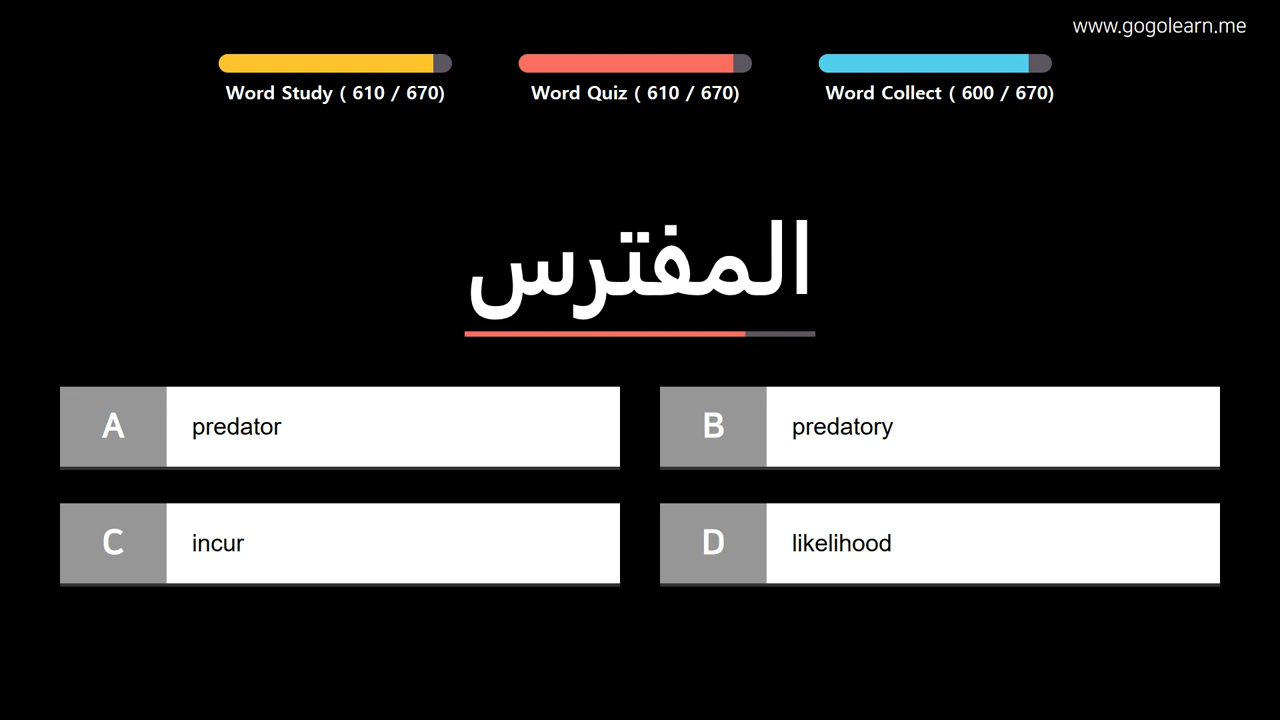 www.gogolearn.me
Word Study ( 610 / 670)
Word Quiz ( 610 / 670)
Word Collect ( 600 / 670)
المفترس
A predator
B predatory
C incur
D likelihood